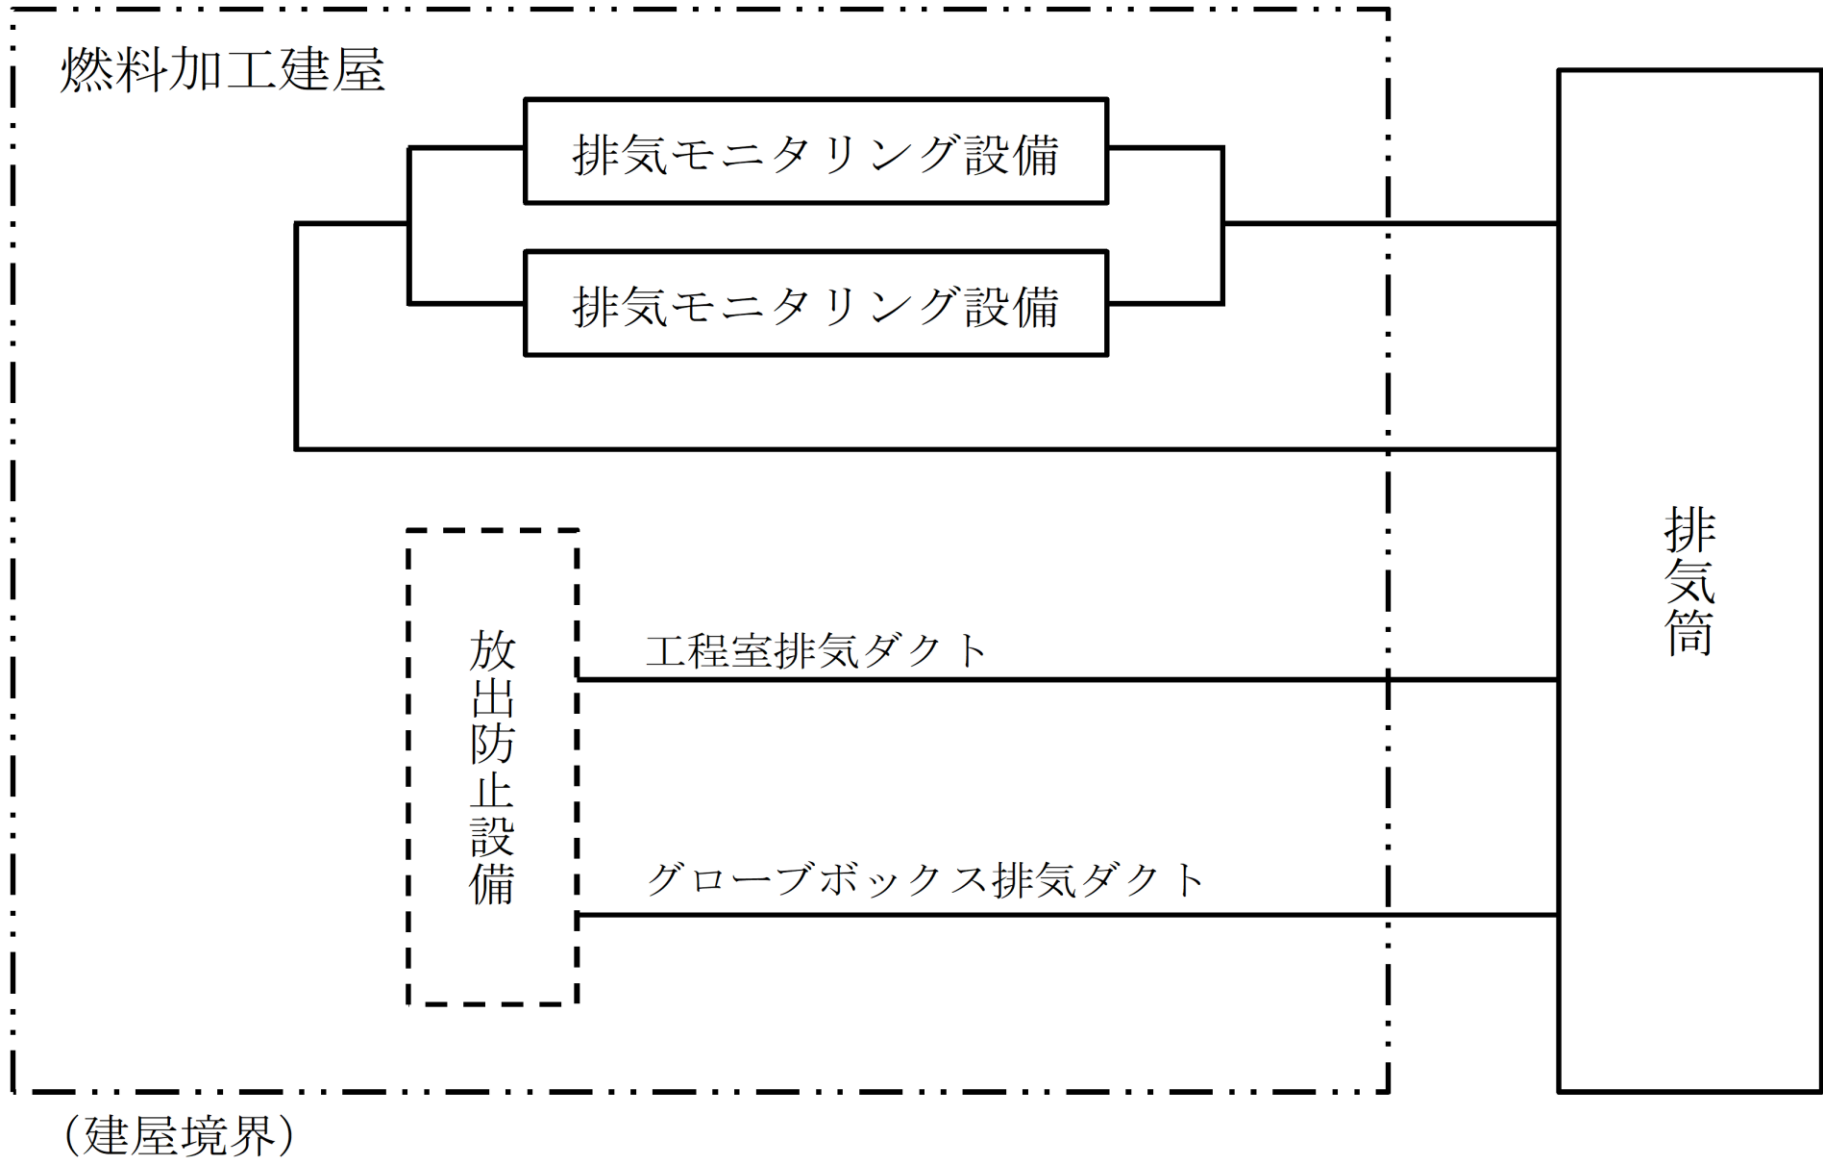 燃料加工建屋
排気モニタリング設備
排気モニタリング設備
排気筒
放出防止設備
工程室排気ダクト
グローブボックス排気ダクト
（建屋境界）